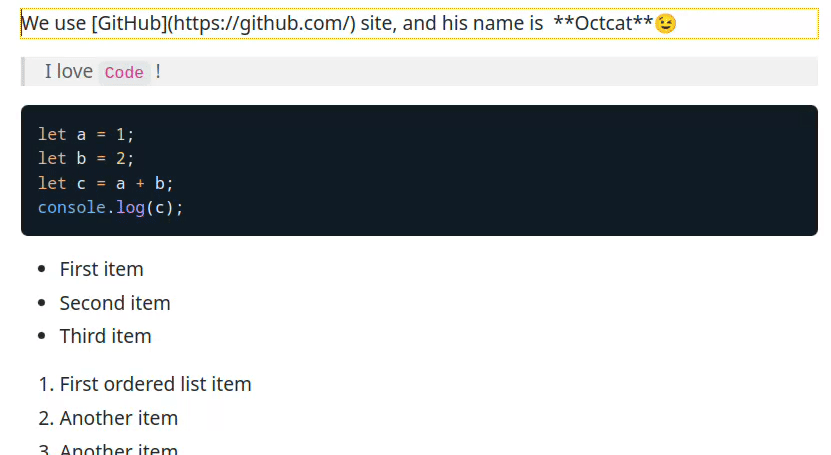 We use [GitHub](https://github.com/) site, and his name is  **Octcat**😉
I love Code !
let a = 1;
let b = 2;
let c = a + b;
console.log(c);
• First item
• Second item
• Third item
1. First ordered list item
2. Another item
3. Another item